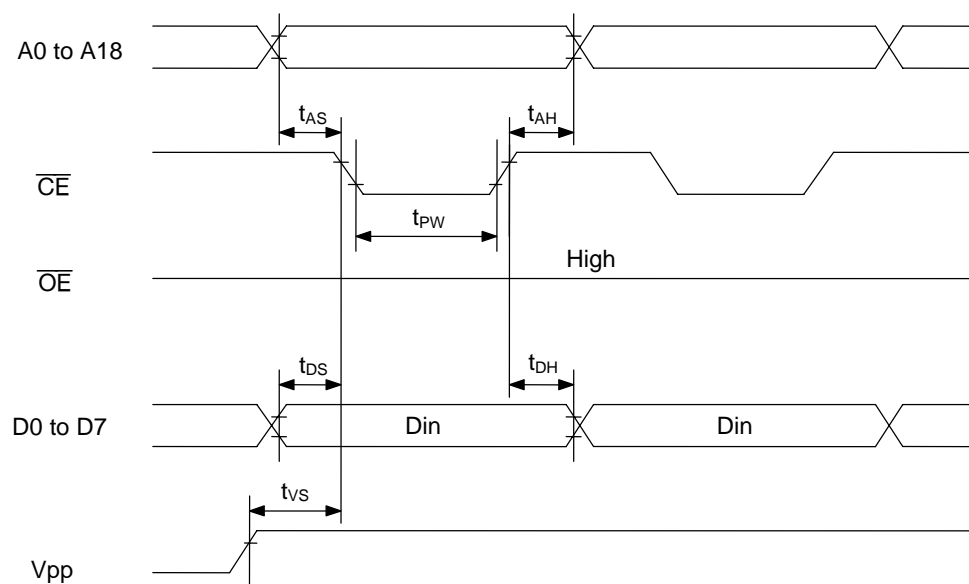 A0 to A18
tAS
tAH
CE
tPW
High
OE
tDS
tDH
D0 to D7
Din
Din
tVS
Vpp